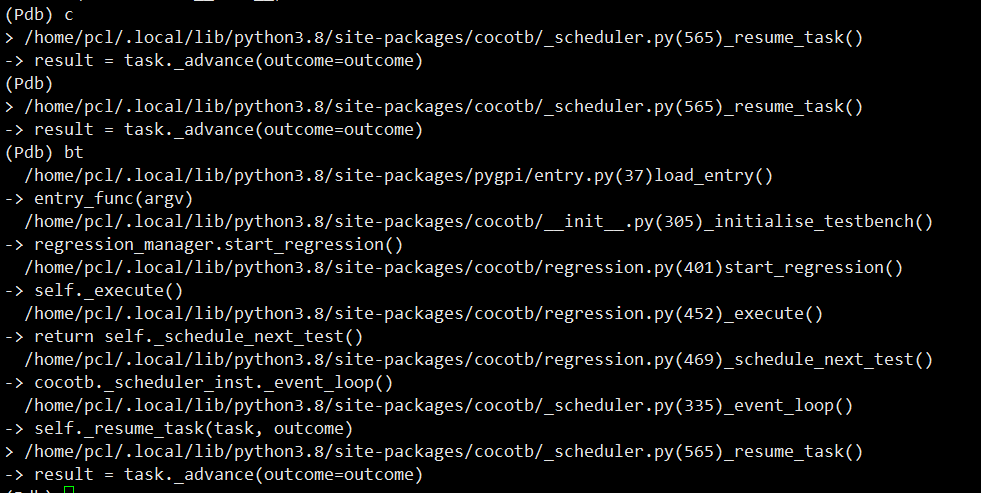 (Pdb) c
> /home/pcl/.local/lib/python3.8/site-packages/cocotb/_scheduler.py(565)_resume_task()
-> result = task._advance(outcome=outcome)
(Pdb)
> /home/pcl/.local/lib/python3.8/site-packages/cocotb/_scheduler.py(565)_resume_task()
-> result = task._advance(outcome=outcome)
(Pdb) bt
  /home/pcl/.local/lib/python3.8/site-packages/pygpi/entry.py(37)load_entry()
-> entry_func(argv)
  /home/pcl/.local/lib/python3.8/site-packages/cocotb/__init__.py(305)_initialise_testbench()
-> regression_manager.start_regression()
  /home/pcl/.local/lib/python3.8/site-packages/cocotb/regression.py(401)start_regression()
-> self._execute()
  /home/pcl/.local/lib/python3.8/site-packages/cocotb/regression.py(452)_execute()
-> return self._schedule_next_test()
  /home/pcl/.local/lib/python3.8/site-packages/cocotb/regression.py(469)_schedule_next_test()
-> cocotb._scheduler_inst._event_loop()
  /home/pcl/.local/lib/python3.8/site-packages/cocotb/_scheduler.py(335)_event_loop()
-> self._resume_task(task, outcome)
> /home/pcl/.local/lib/python3.8/site-packages/cocotb/_scheduler.py(565)_resume_task()
-> result = task._advance(outcome=outcome)
(Pdb)